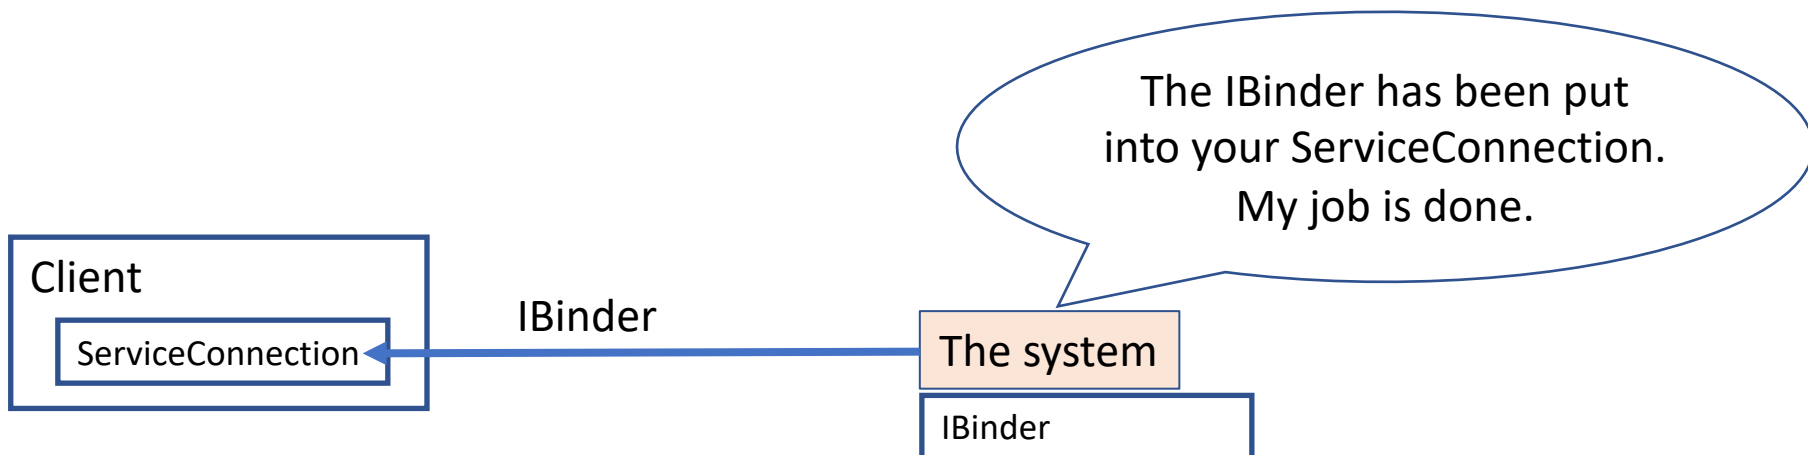 The IBinder has been put
into your ServiceConnection.
My job is done.
Client
IBinder
ServiceConnection
The system
IBinder